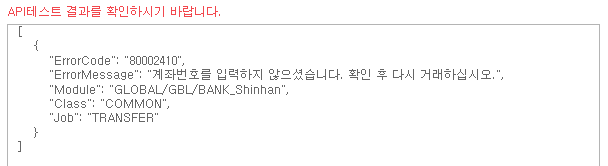 API테스트 결과를 확인하시기 바랍니다.
[
{
"ErrorCode": "80002410",
"ErrorMessage": "계좌번호를 입력하지 않으셨습니다. 확인 후 다시 거래하십시오.",
"Module": "GLOBAL/GBL/BANK_Shinhan",
"Class": "COMMON",
"Job": "TRANSFER"
}
]